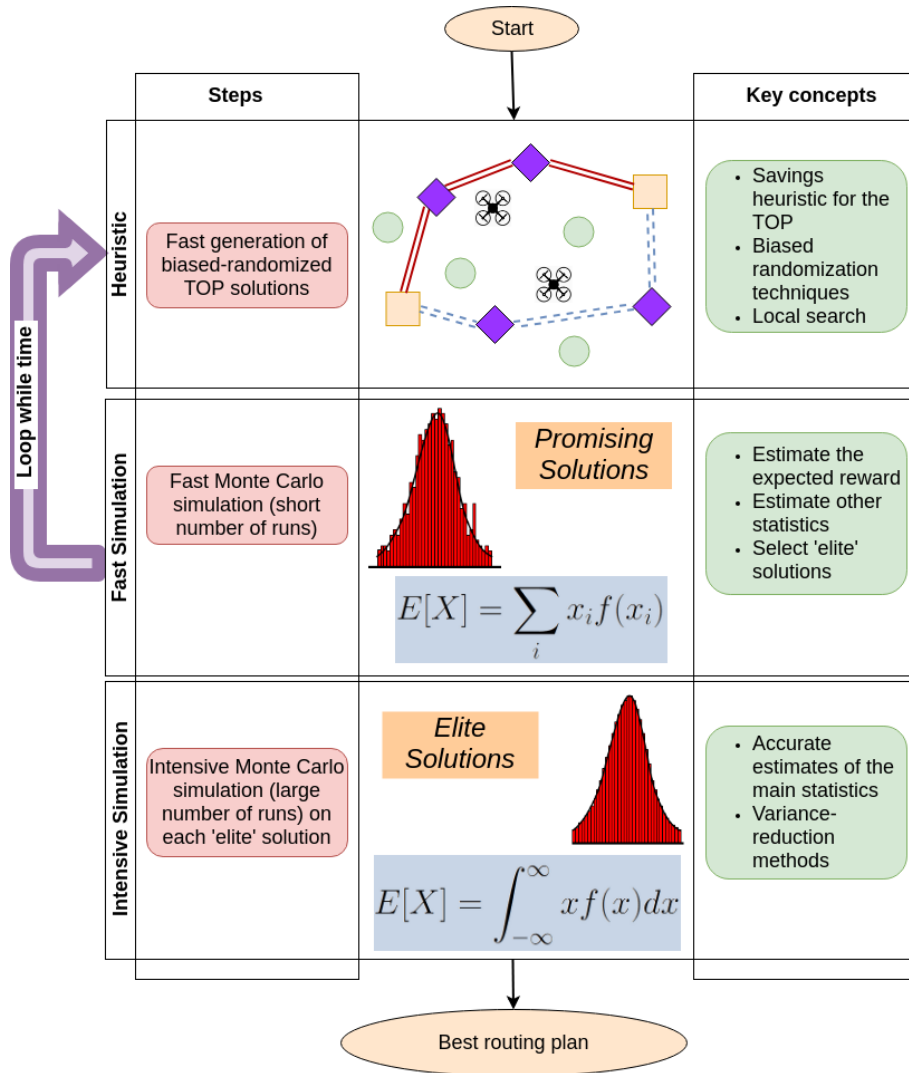 Start
Steps
Key concepts
Heuristic
Fast generation of
biased-randomized
TOP solutions
• Savings
heuristic for the
TOP
• Biased
randomization
techniques
• Local search
Loop while time
Fast Simulation
Fast Monte Carlo
simulation (short
number of runs)
Promising
Solutions
E[X] = ∑_i x_i f(x_i)
• Estimate the
expected reward
• Estimate other
statistics
• Select 'elite'
solutions
Intensive Simulation
Intensive Monte Carlo
simulation (large
number of runs) on
each 'elite' solution
Elite
Solutions
E[X] = ∫_{-∞}^{∞} xf(x)dx
• Accurate
estimates of the
main statistics
• Variance-
reduction
methods
Best routing plan